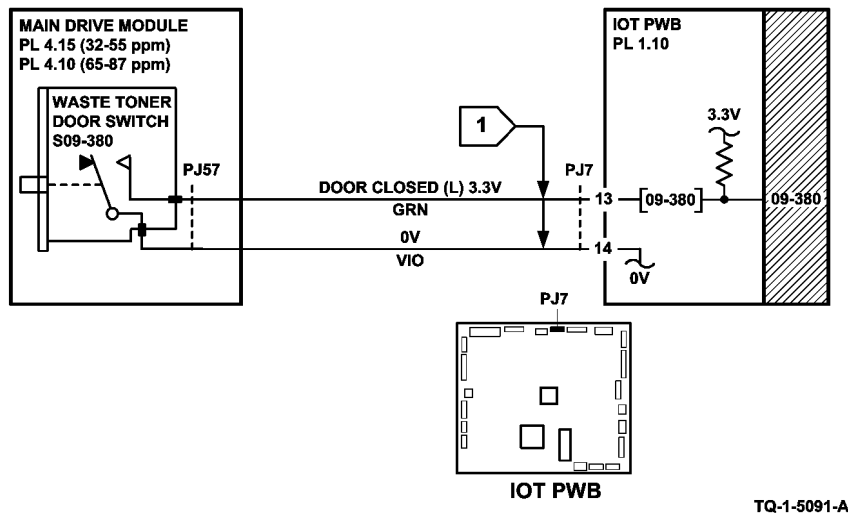 MAIN DRIVE MODULE
PL 4.15 (32-55 ppm)
PL 4.10 (65-87 ppm)
WASTE TONER
DOOR SWITCH
S09-380
PJ57
1
DOOR CLOSED (L) 3.3V
GRN
0V
VIO
PJ7
13
14
IOT PWB
PL 1.10
3.3V
[09-380]
09-380
0V
PJ7
IOT PWB
TQ-1-5091-A